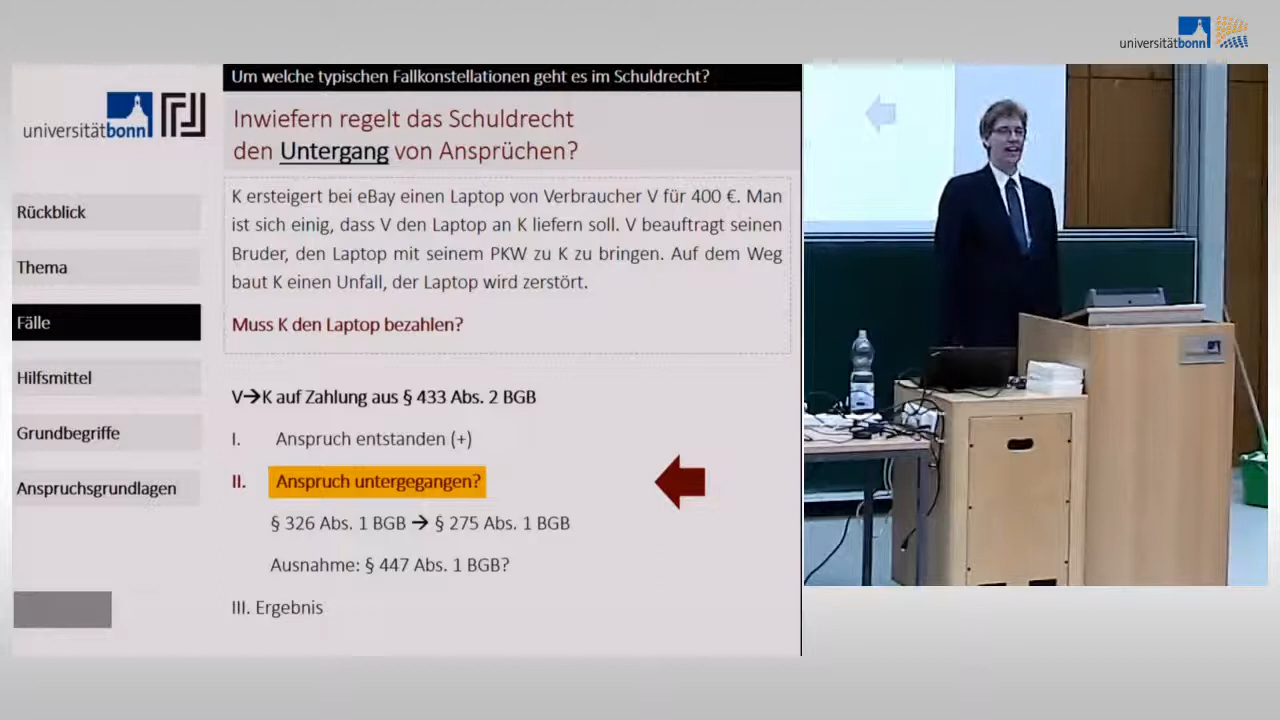 universitätbonn
Um welche typischen Fallkonstellationen geht es im Schuldrecht?
universitätbonn
Inwiefern regelt das Schuldrecht
den Untergang von Ansprüchen?
K ersteigert bei eBay einen Laptop von Verbraucher V für 400 €. Man
ist sich einig, dass V den Laptop an K liefern soll. V beauftragt seinen
Bruder, den Laptop mit seinem PKW zu K zu bringen. Auf dem Weg
baut K einen Unfall, der Laptop wird zerstört.
Muss K den Laptop bezahlen?
Rückblick
Thema
Fälle
Hilfsmittel
Grundbegriffe
Anspruchsgrundlagen
V→K auf Zahlung aus § 433 Abs. 2 BGB
I. Anspruch entstanden (+)
II. Anspruch untergegangen?
§ 326 Abs. 1 BGB → § 275 Abs. 1 BGB
Ausnahme: § 447 Abs. 1 BGB?
III. Ergebnis